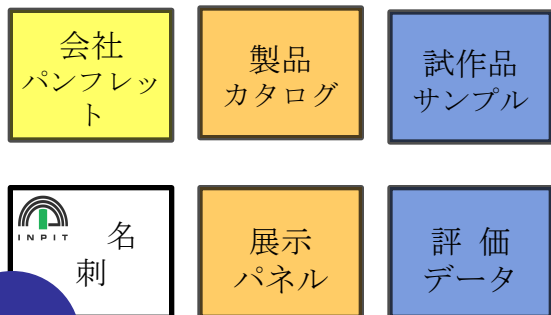 会社
パンフレッ
ト
製品
カタログ
試作品
サンプル
INPIT
名
刺
展示
パネル
評 価
データ